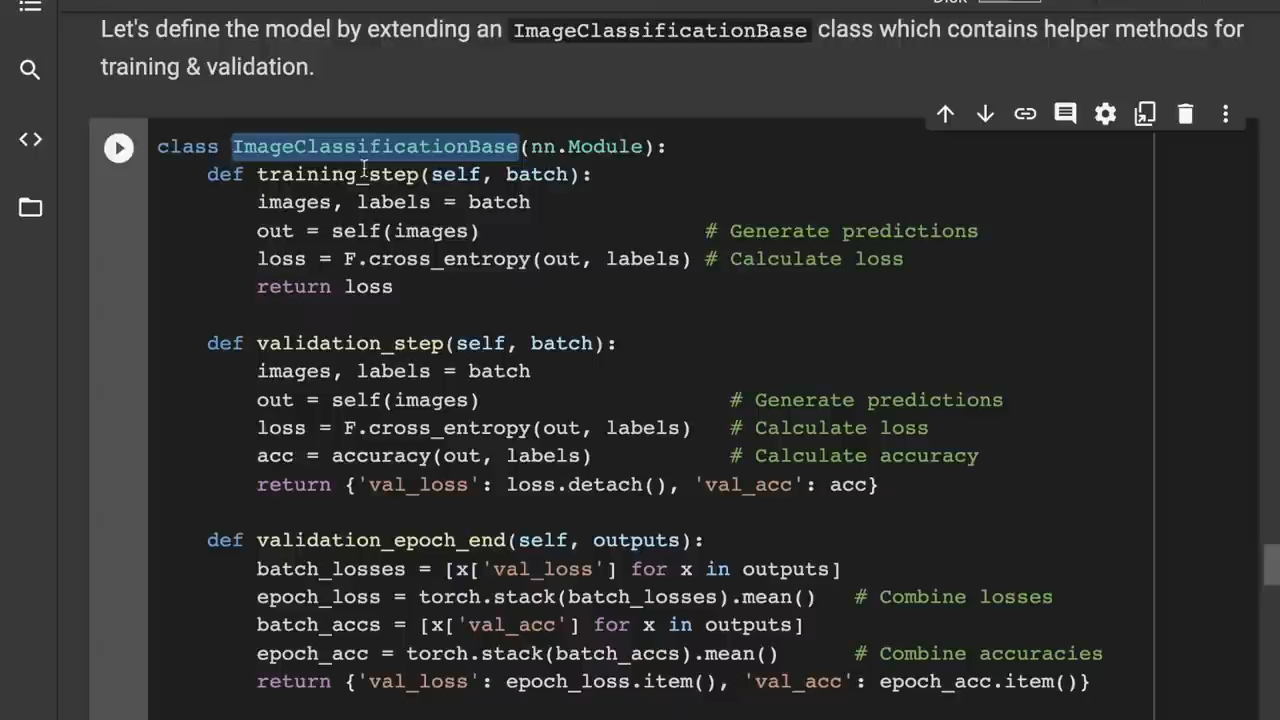 Disk
Let's define the model by extending an ImageClassificationBase class which contains helper methods for
training & validation.
class ImageClassificationBase(nn.Module):
    def training_step(self, batch):
        images, labels = batch
        out = self(images)                  # Generate predictions
        loss = F.cross_entropy(out, labels) # Calculate loss
        return loss
    def validation_step(self, batch):
        images, labels = batch
        out = self(images)                    # Generate predictions
        loss = F.cross_entropy(out, labels)   # Calculate loss
        acc = accuracy(out, labels)           # Calculate accuracy
        return {'val_loss': loss.detach(), 'val_acc': acc}
    def validation_epoch_end(self, outputs):
        batch_losses = [x['val_loss'] for x in outputs]
        epoch_loss = torch.stack(batch_losses).mean()   # Combine losses
        batch_accs = [x['val_acc'] for x in outputs]
        epoch_acc = torch.stack(batch_accs).mean()      # Combine accuracies
        return {'val_loss': epoch_loss.item(), 'val_acc': epoch_acc.item()}